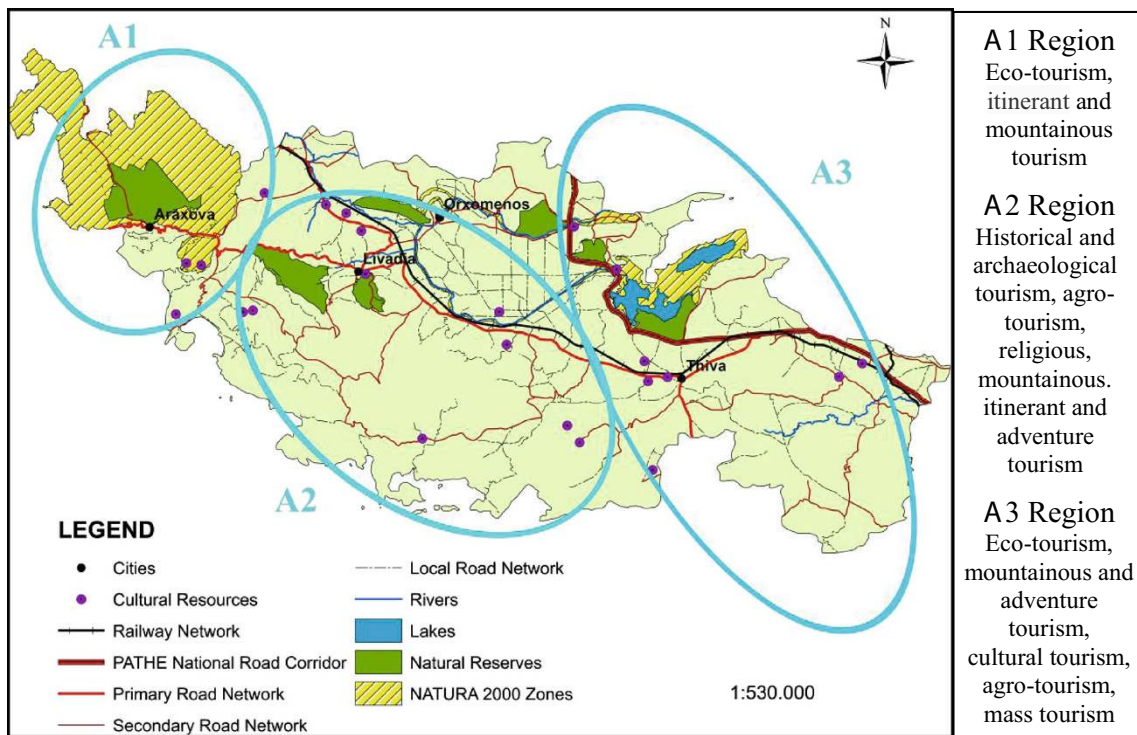 A1
N
A3
Araxova
Orxomenos
Livadia
Thiva
A2
LEGEND
Cities
Cultural Resources
Railway Network
PATHE National Road Corridor
Primary Road Network
Secondary Road Network
Local Road Network
Rivers
Lakes
Natural Reserves
NATURA 2000 Zones
1:530.000
A1 Region
Eco-tourism,
itinerant and
mountainous
tourism
A2 Region
Historical and
archaeological
tourism, agro-
tourism,
religious,
mountainous.
itinerant and
adventure
tourism
A3 Region
Eco-tourism,
mountainous and
adventure
tourism,
cultural tourism,
agro-tourism,
mass tourism